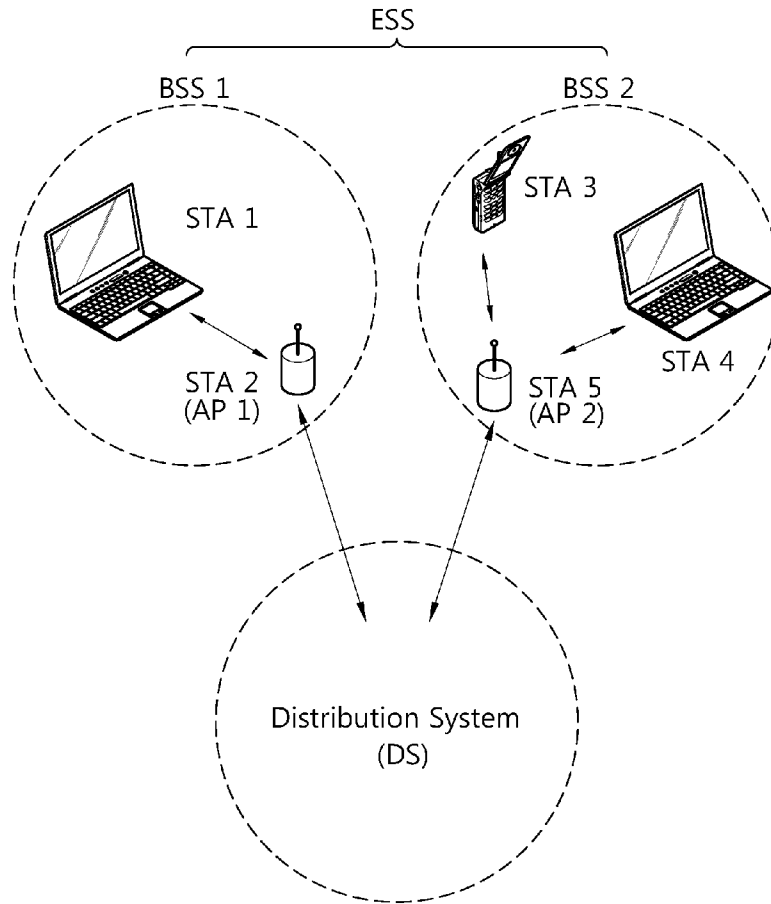 ESS
BSS 1
BSS 2
STA 1
STA 2
(AP 1)
STA 3
STA 4
STA 5
(AP 2)
Distribution System
(DS)